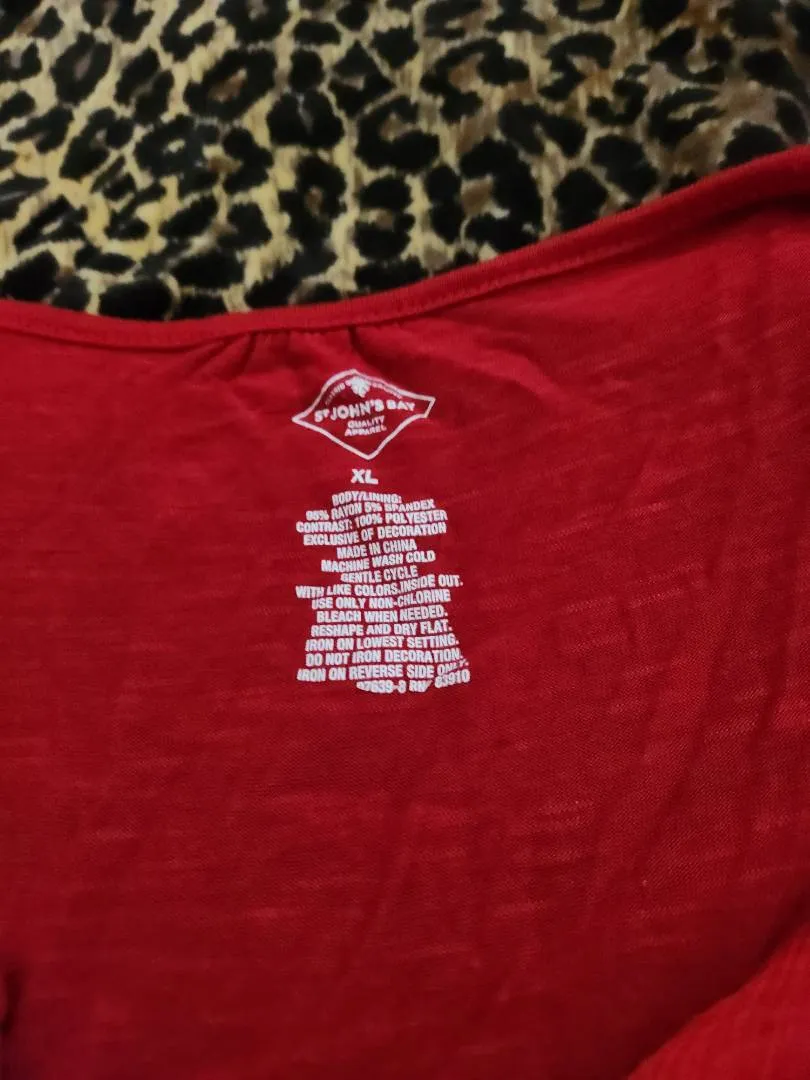 ST JOHN'S BAY
QUALITY
APPAREL
XL
BODY/LINING:
95% RAYON 5% SPANDEX
CONTRAST: 100% POLYESTER
EXCLUSIVE OF DECORATION
MADE IN CHINA
MACHINE WASH COLD
GENTLE CYCLE
WITH LIKE COLORS.INSIDE OUT.
USE ONLY NON-CHLORINE
BLEACH WHEN NEEDED.
RESHAPE AND DRY FLAT.
IRON ON LOWEST SETTING.
DO NOT IRON DECORATION.
IRON ON REVERSE SIDE ONLY.
RN 83910